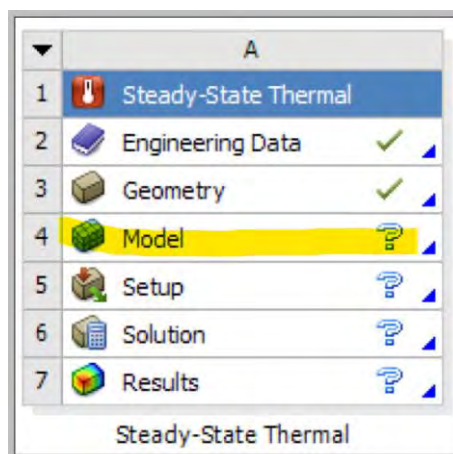 A
1 Steady-State Thermal
2 Engineering Data
3 Geometry
4 Model
5 Setup
6 Solution
7 Results
Steady-State Thermal